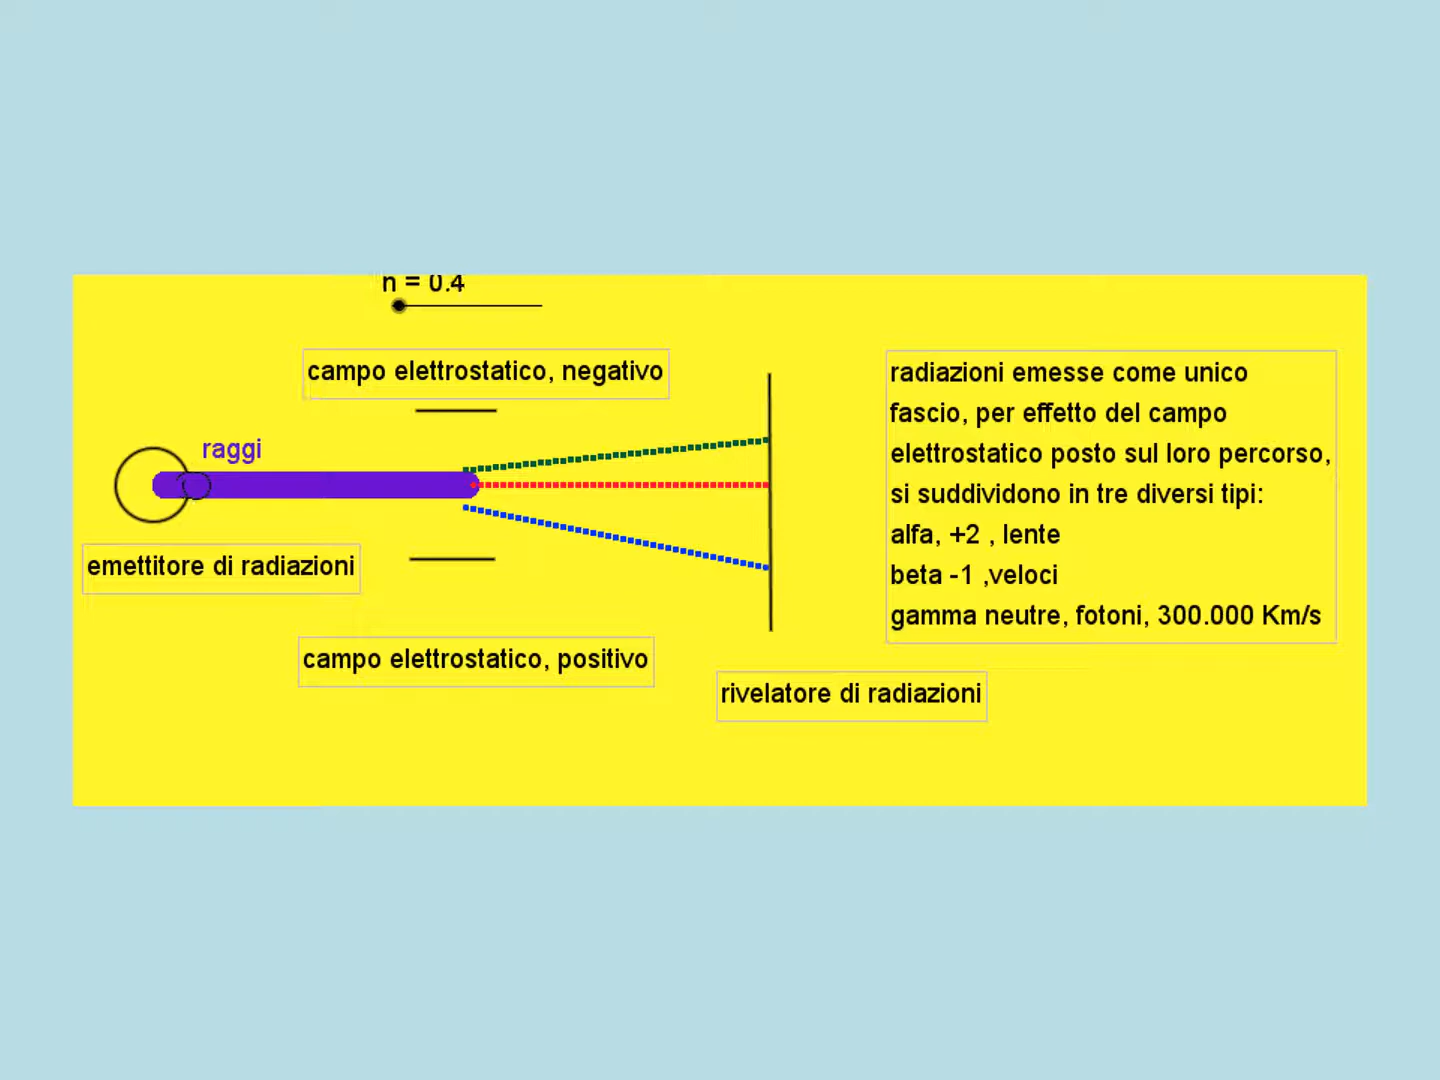 n = 0.4
campo elettrostatico, negativo
raggi
emettitore di radiazioni
campo elettrostatico, positivo
rivelatore di radiazioni
radiazioni emesse come unico
fascio, per effetto del campo
elettrostatico posto sul loro percorso,
si suddividono in tre diversi tipi:
alfa, +2 , lente
beta -1 ,veloci
gamma neutre, fotoni, 300.000 Km/s